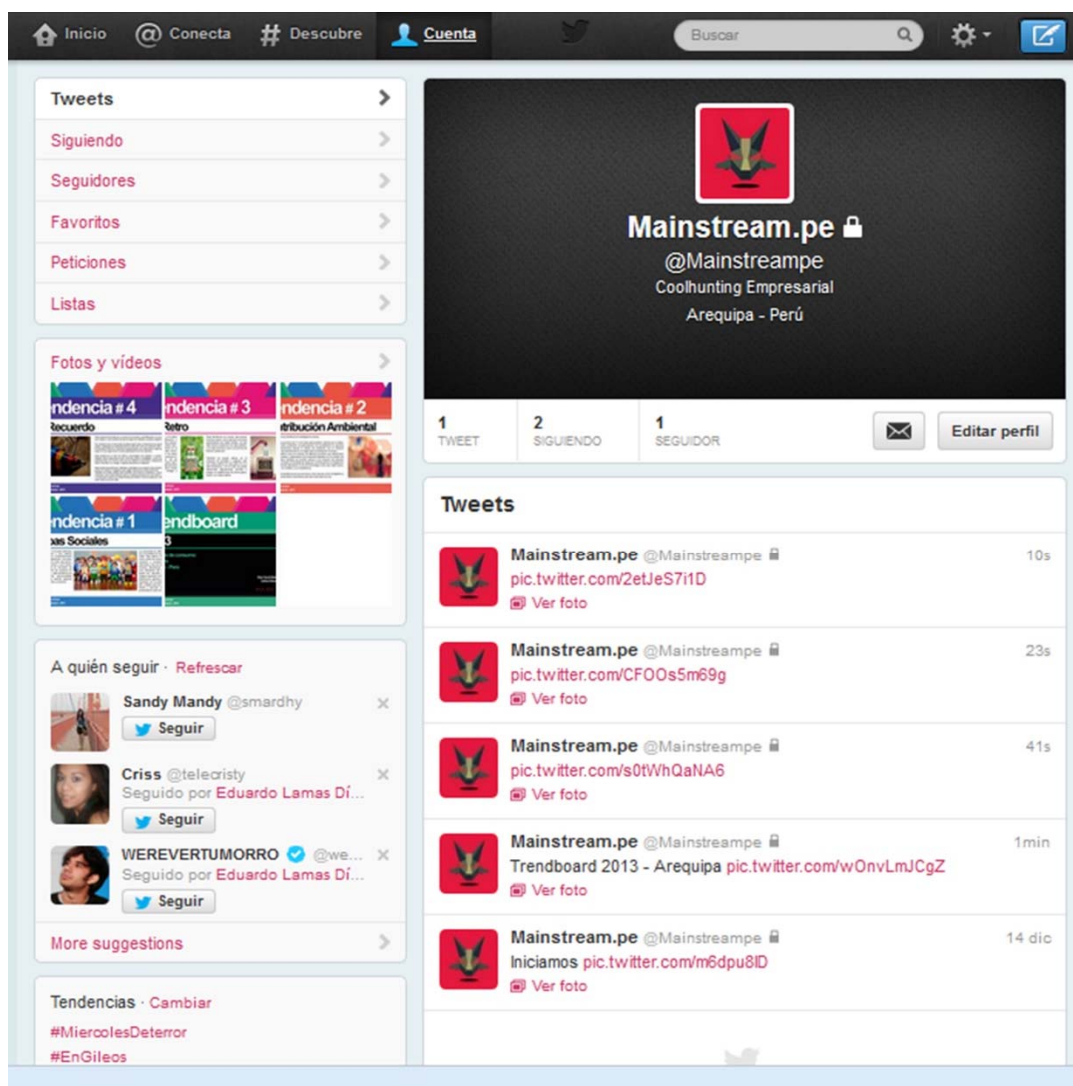 Inicio @ Conecta # Descubre Cuenta Buscar
Tweets
Siguiendo
Seguidores
Favoritos
Peticiones
Listas
Fotos y vídeos
ndencia # 4
Recuerdo
ndencia # 3
Retro
ndencia # 2
tribución Ambiental
ndencia # 1
pas Sociales
endboard
3
A quién seguir · Refrescar
Sandy Mandy @smardhy
Seguir
Criss @telecristy
Seguido por Eduardo Lamas Dí...
Seguir
WEREVERTUMORRO @we...
Seguido por Eduardo Lamas Dí...
Seguir
More suggestions
Tendencias · Cambiar
#MiercolesDeterror
#EnGileos
Mainstream.pe
@Mainstreampe
Coolhunting Empresarial
Arequipa - Perú
1 2 1
TWEET SIGUIENDO SEGUIDOR Editar perfil
Tweets
Mainstream.pe @Mainstreampe 10s
pic.twitter.com/2etJeS7i1D
Ver foto
Mainstream.pe @Mainstreampe 23s
pic.twitter.com/CFOOs5m69g
Ver foto
Mainstream.pe @Mainstreampe 41s
pic.twitter.com/s0tWhQaNA6
Ver foto
Mainstream.pe @Mainstreampe 1min
Trendboard 2013 - Arequipa pic.twitter.com/wOnvLmJCgZ
Ver foto
Mainstream.pe @Mainstreampe 14 dic
Iniciamos pic.twitter.com/m6dpu8ID
Ver foto